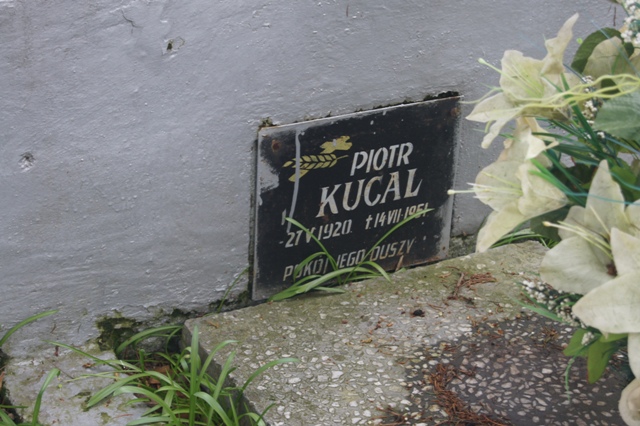 PIOTR
KUCAL
27 V 1920. † 14 VII 1951
POKÓJ JEGO DUSZY